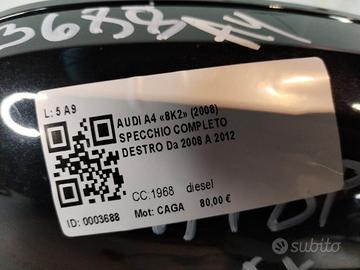 3688
L: 5 A9
AUDI A4 «8K2» (2008)
SPECCHIO COMPLETO
DESTRO Da 2008 A 2012
CC:1968 diesel
ID: 0003688
Mot: CAGA 80,00 €
subito